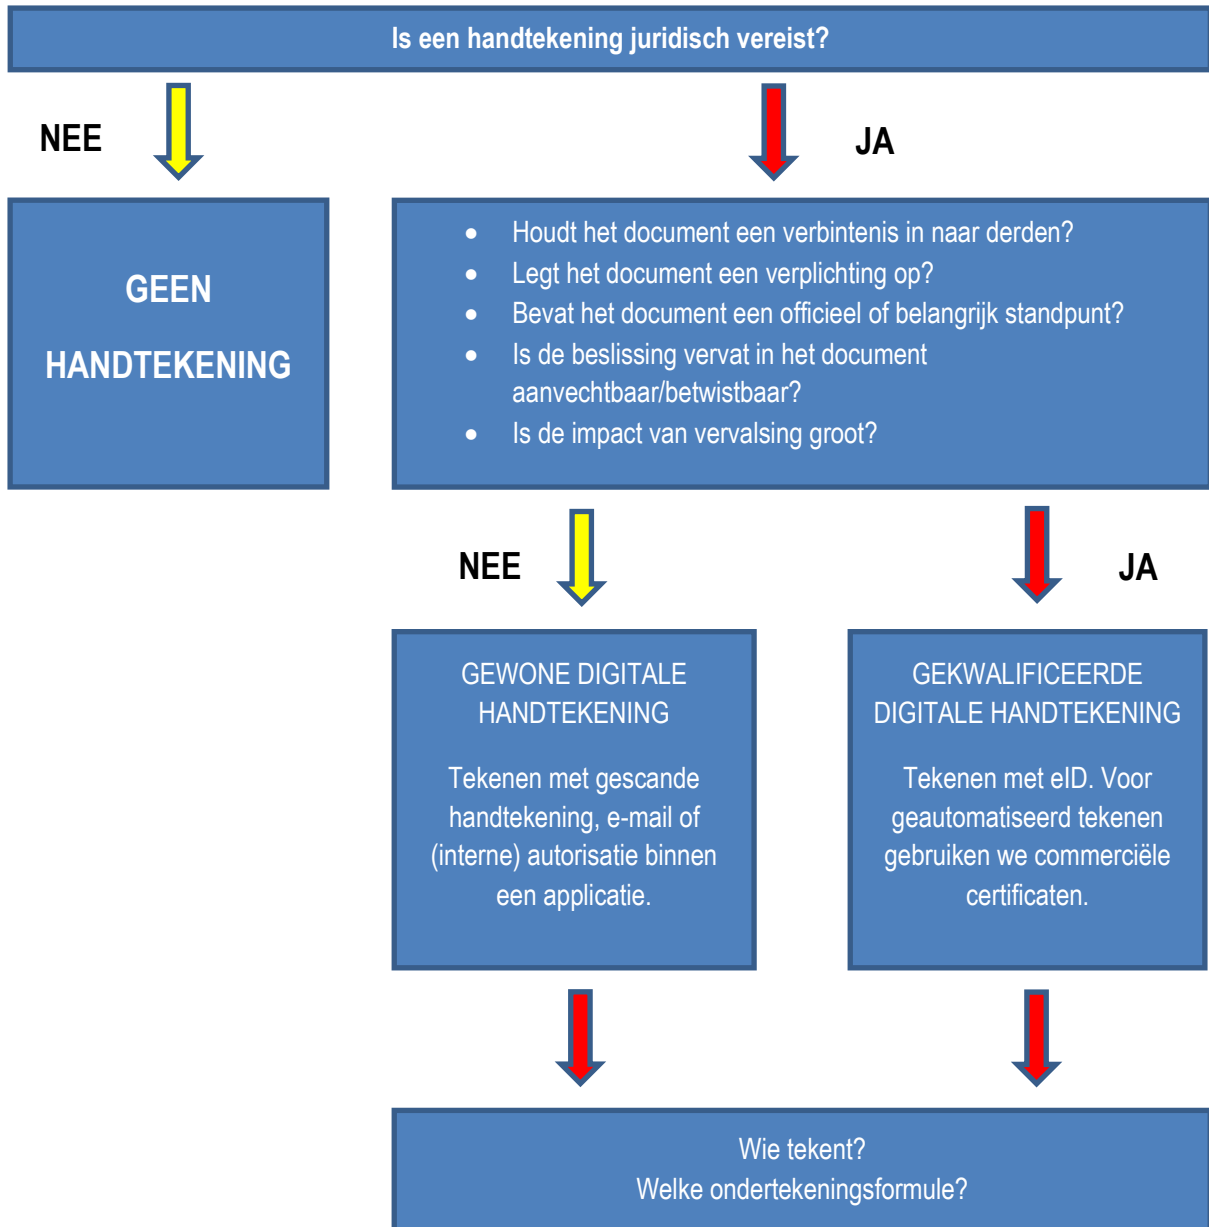 Is een handtekening juridisch vereist?
NEE
JA
GEEN
HANDTEKENING
• Houdt het document een verbintenis in naar derden?
• Legt het document een verplichting op?
• Bevat het document een officieel of belangrijk standpunt?
• Is de beslissing vervat in het document
aanvechtbaar/betwistbaar?
• Is de impact van vervalsing groot?
NEE
JA
GEWONE DIGITALE
HANDTEKENING
Tekenen met gescande
handtekening, e-mail of
(interne) autorisatie binnen
een applicatie.
GEKWALIFICEERDE
DIGITALE HANDTEKENING
Tekenen met eID. Voor
geautomatiseerd tekenen
gebruiken we commerciële
certificaten.
Wie tekent?
Welke ondertekeningsformule?